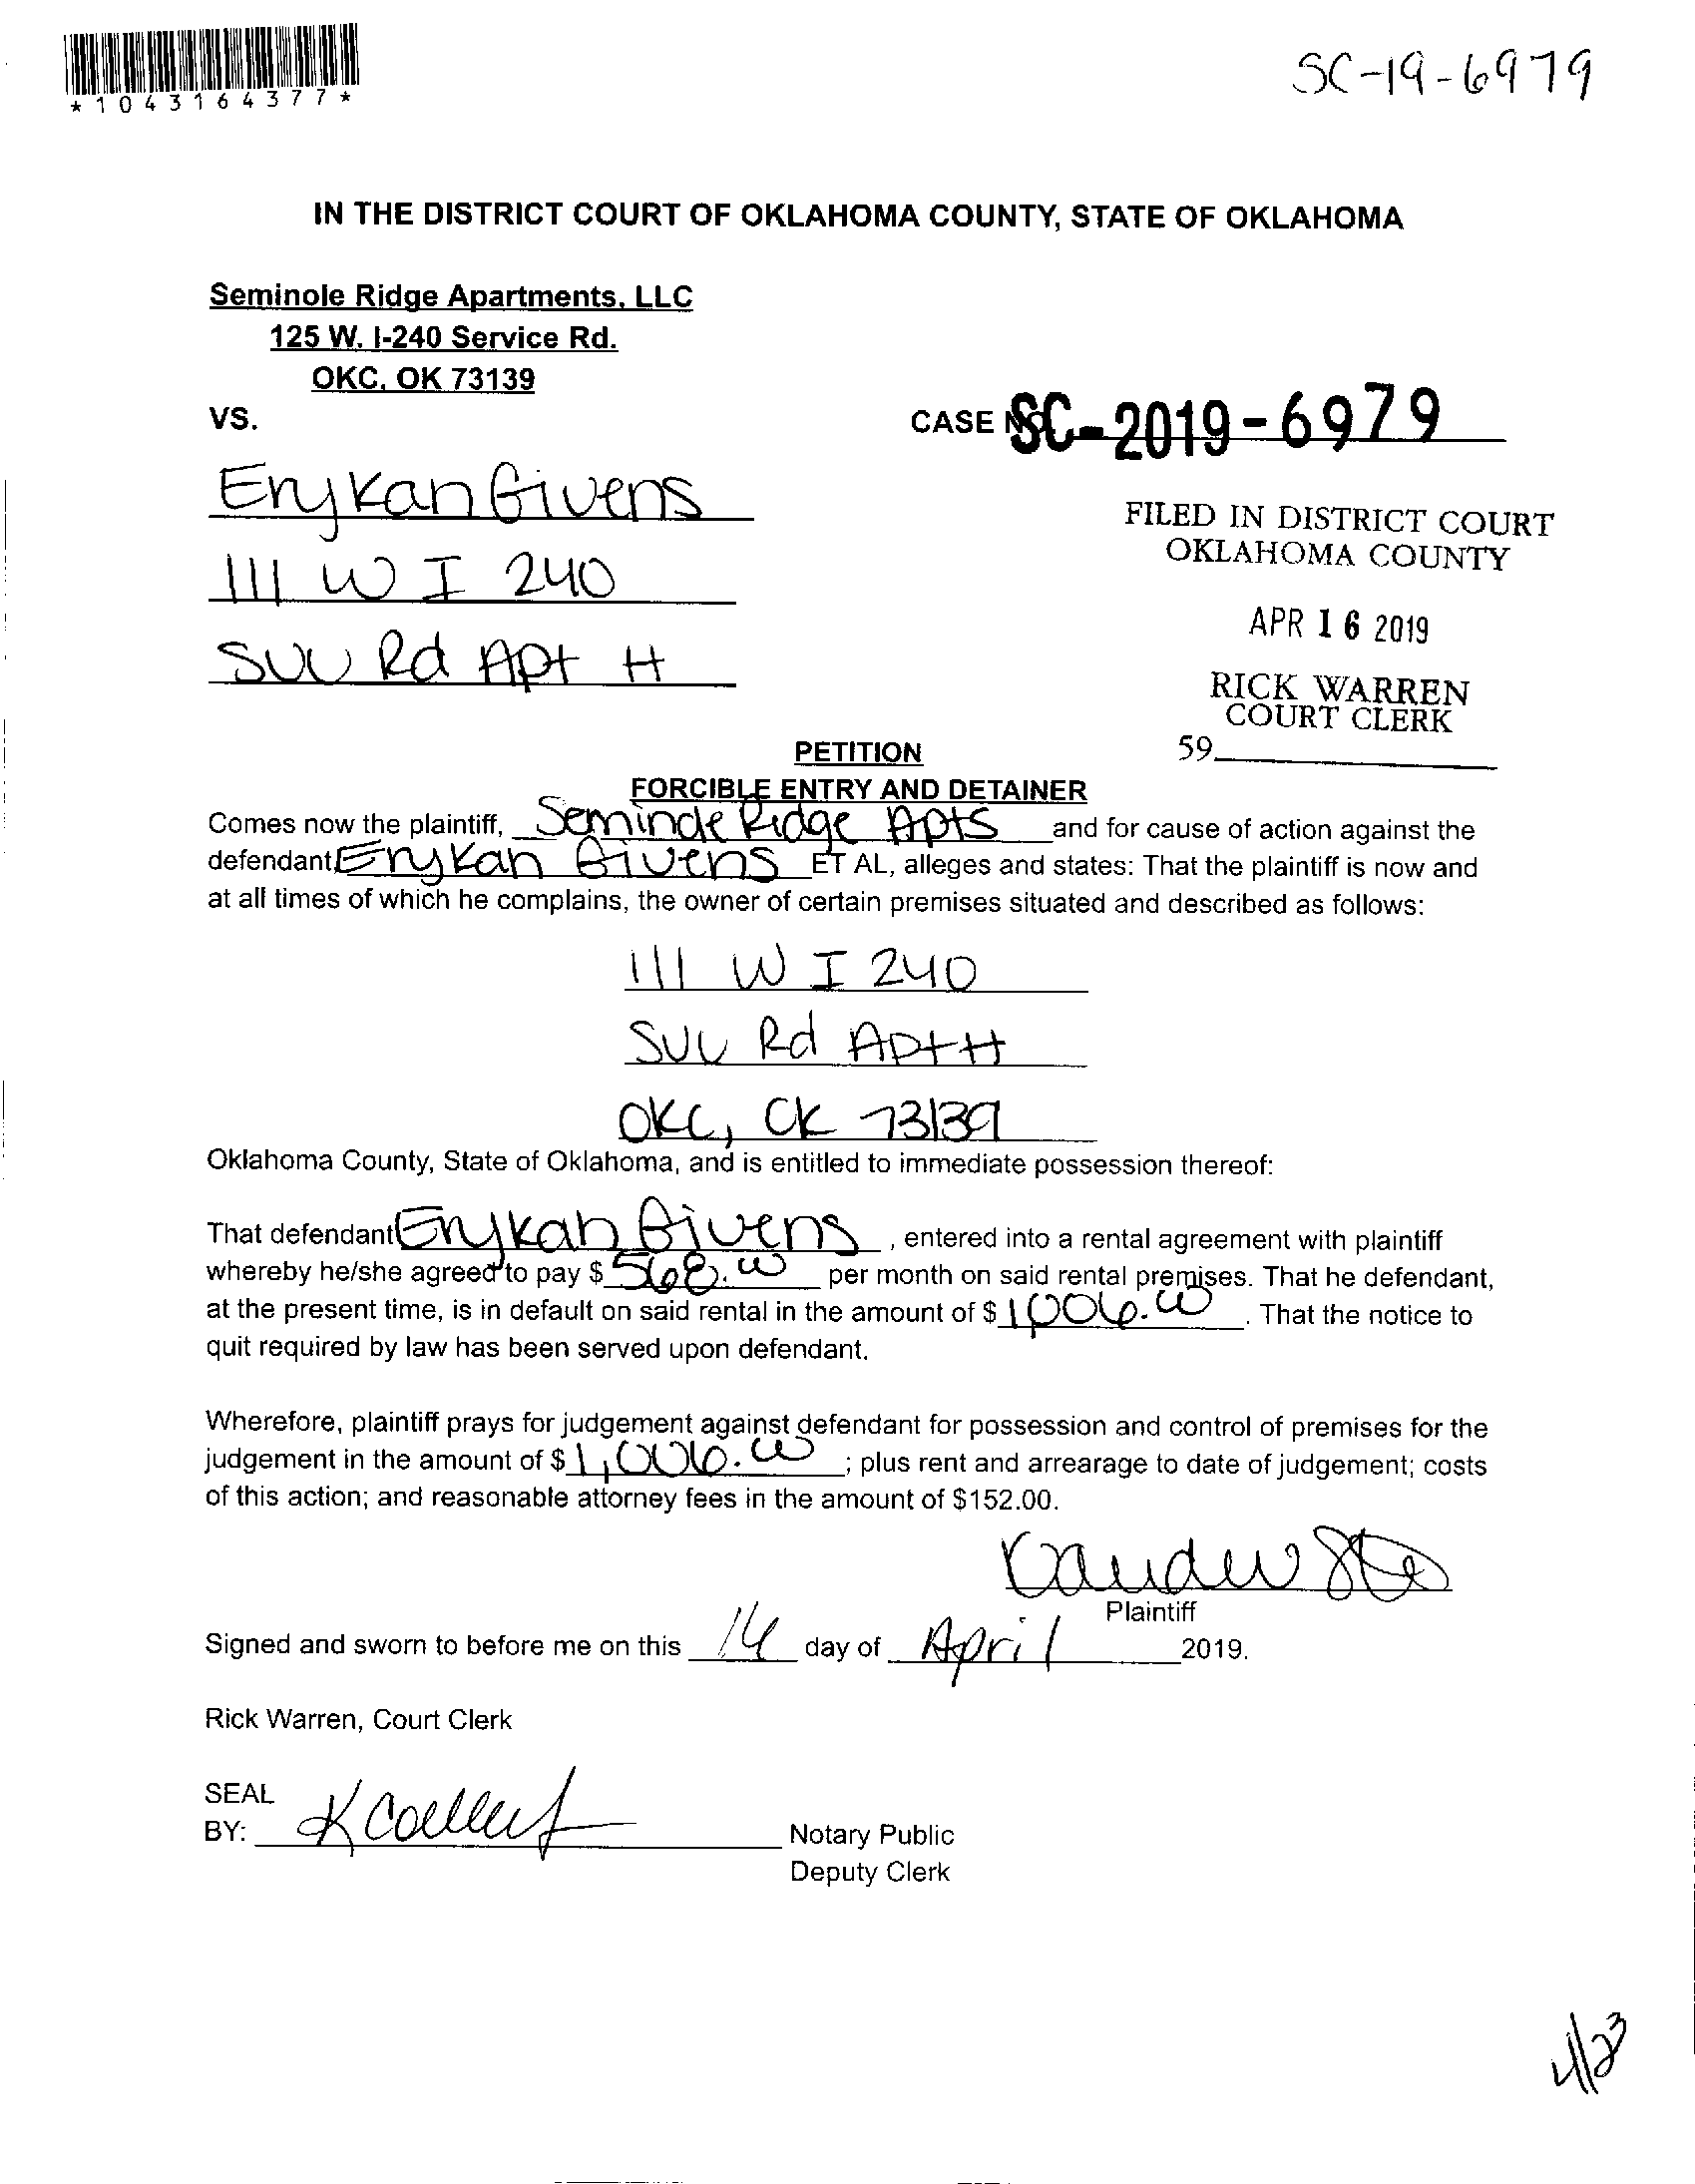 *1043164377*
SC-19-6979
IN THE DISTRICT COURT OF OKLAHOMA COUNTY, STATE OF OKLAHOMA
Seminole Ridge Apartments, LLC
125 W. I-240 Service Rd.
OKC, OK 73139
VS.
CASE NO. SC-2019-6979
Erykah Givens
111 W I 240
SVC Rd Apt H
FILED IN DISTRICT COURT
OKLAHOMA COUNTY
APR 16 2019
RICK WARREN
COURT CLERK
59
PETITION
FORCIBLE ENTRY AND DETAINER
Comes now the plaintiff, Seminole Ridge Apts and for cause of action against the
defendant Erykah Givens ET AL, alleges and states: That the plaintiff is now and
at all times of which he complains, the owner of certain premises situated and described as follows:
111 W I 240
SVC Rd Apt H
OKC, OK 73139
Oklahoma County, State of Oklahoma, and is entitled to immediate possession thereof:
That defendant Erykah Givens, entered into a rental agreement with plaintiff
whereby he/she agreed to pay $ 568.00 per month on said rental premises. That he defendant,
at the present time, is in default on said rental in the amount of $ 1,006.00. That the notice to
quit required by law has been served upon defendant.
Wherefore, plaintiff prays for judgement against defendant for possession and control of premises for the
judgement in the amount of $ 1,006.00; plus rent and arrearage to date of judgement; costs
of this action; and reasonable attorney fees in the amount of $152.00.
Plaintiff
Signed and sworn to before me on this 16 day of April 2019.
Rick Warren, Court Clerk
SEAL
BY:
Notary Public
Deputy Clerk
4/23